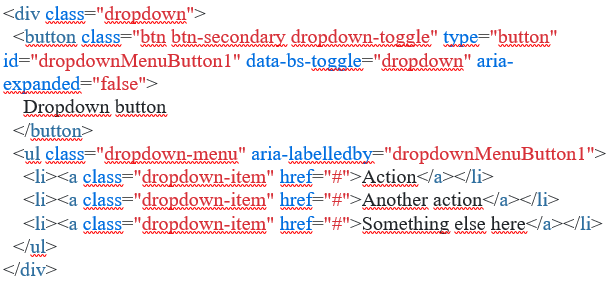 <div class="dropdown">
  <button class="btn btn-secondary dropdown-toggle" type="button"
id="dropdownMenuButton1" data-bs-toggle="dropdown" aria-
expanded="false">
    Dropdown button
  </button>
  <ul class="dropdown-menu" aria-labelledby="dropdownMenuButton1">
    <li><a class="dropdown-item" href="#">Action</a></li>
    <li><a class="dropdown-item" href="#">Another action</a></li>
    <li><a class="dropdown-item" href="#">Something else here</a></li>
  </ul>
</div>